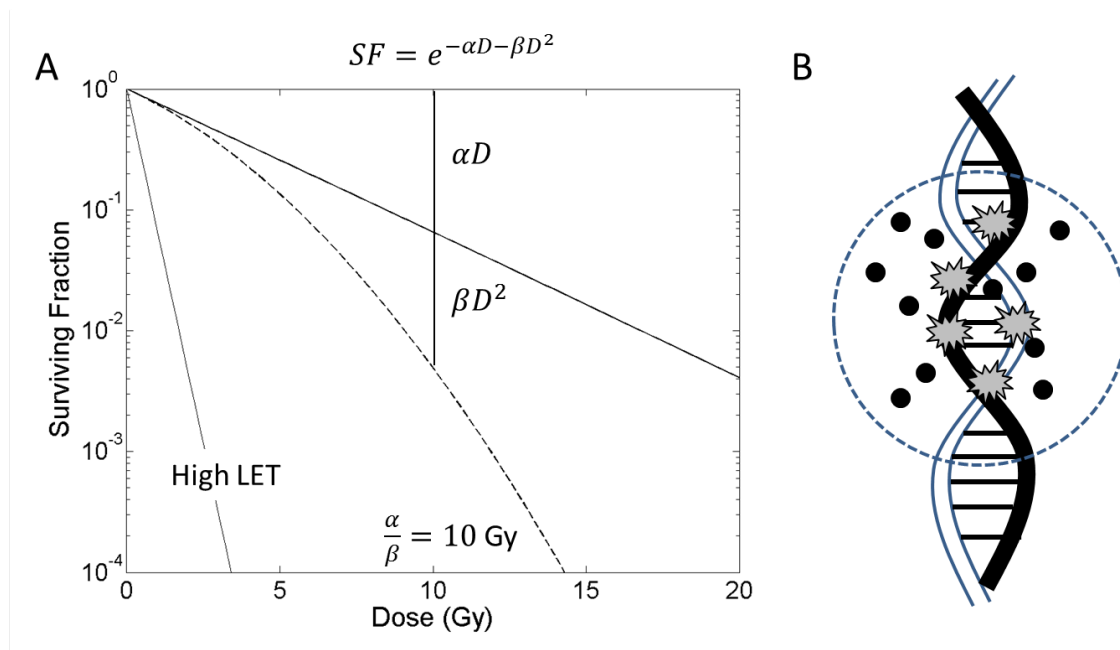 A
SF = e^{-αD-βD^2}
B
10^0
10^-1
10^-2
10^-3
10^-4
Surviving Fraction
αD
βD^2
High LET
α/β = 10 Gy
0
5
10
15
20
Dose (Gy)